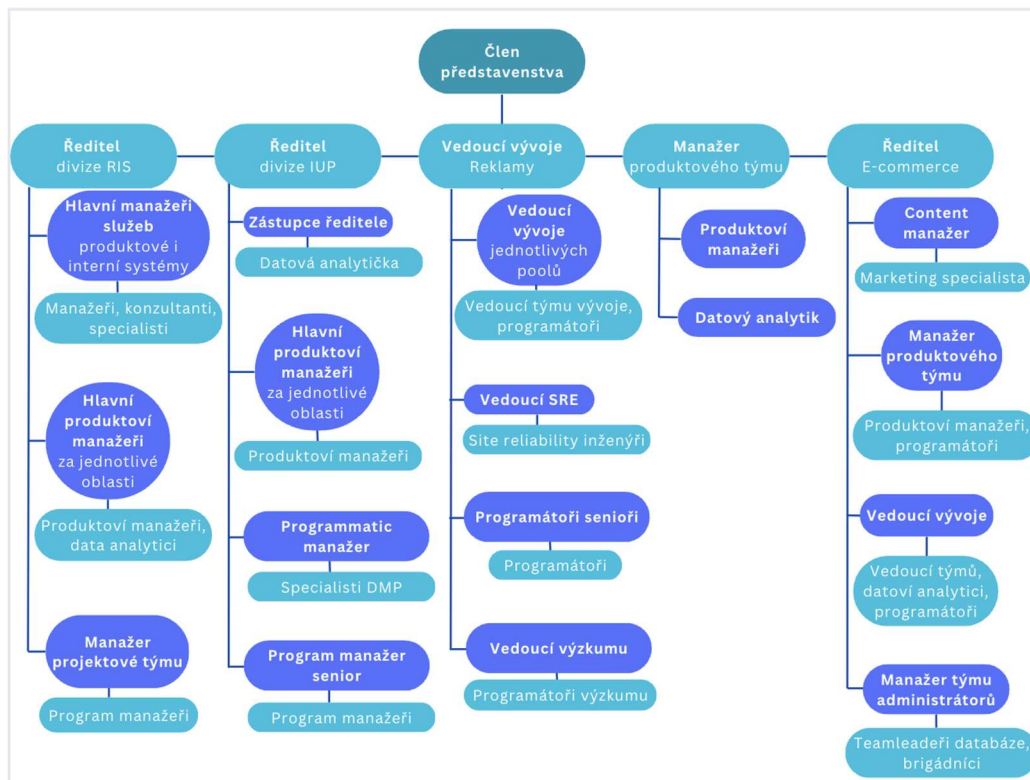 Člen
představenstva
Ředitel
divize RIS
Hlavní manažeři
služeb
produktové i
interní systémy
Manažeři, konzultanti,
specialisti
Hlavní
produktoví
manažeři
za jednotlivé
oblasti
Produktoví manažeři,
data analytici
Manažer
projektové týmu
Program manažeři
Ředitel
divize IUP
Zástupce ředitele
Datová analytička
Hlavní
produktoví
manažeři
za jednotlivé
oblasti
Produktoví manažeři
Programmatic
manažer
Specialisti DMP
Program manažer
senior
Program manažeři
Vedoucí vývoje
Reklamy
Vedoucí
vývoje
jednotlivých
poolů
Vedoucí týmu vývoje,
programátoři
Vedoucí SRE
Site reliability inženýři
Programátoři senioři
Programátoři
Vedoucí výzkumu
Programátoři výzkumu
Manažer
produktového týmu
Produktoví
manažeři
Datový analytik
Ředitel
E-commerce
Content
manažer
Marketing specialista
Manažer
produktového
týmu
Produktoví manažeři,
programátoři
Vedoucí vývoje
Vedoucí týmů,
datoví analytici,
programátoři
Manažer týmu
administrátorů
Teamleadeři databáze,
brigádníci